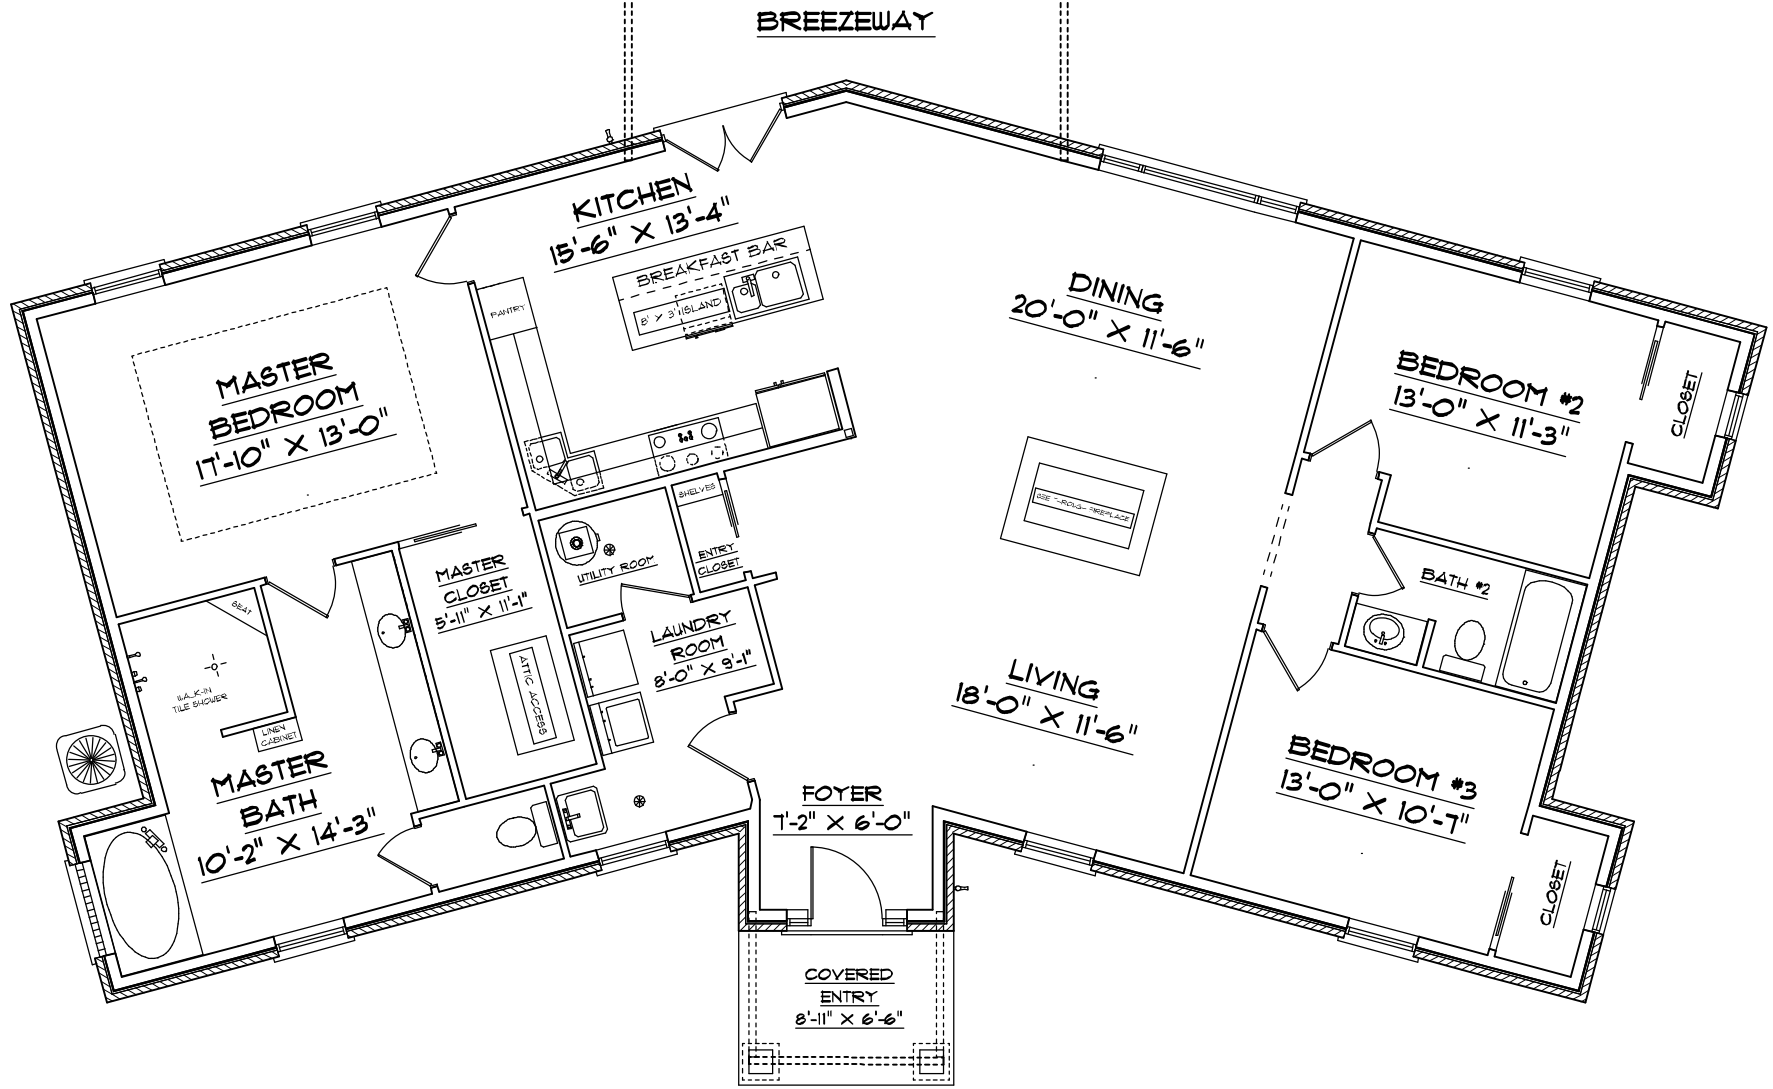 BREEZEWAY
KITCHEN
15'-6" X 13'-4"
BREAKFAST BAR
8' X 3' ISLAND
PANTRY
DINING
20'-0" X 11'-6"
MASTER
BEDROOM
17'-10" X 13'-0"
BEDROOM #2
13'-0" X 11'-3"
CLOSET
SEE THROUGH FIREPLACE
SHELVES
ENTRY
CLOSET
UTILITY ROOM
MASTER
CLOSET
5'-11" X 11'-1"
BATH #2
SEAT
WALK-IN
TILE SHOWER
LINEN
CABINET
ATTIC ACCESS
LAUNDRY
ROOM
8'-0" X 9'-1"
LIVING
18'-0" X 11'-6"
MASTER
BATH
10'-2" X 14'-3"
FOYER
7'-2" X 6'-0"
BEDROOM #3
13'-0" X 10'-7"
CLOSET
COVERED
ENTRY
8'-11" X 6'-6"